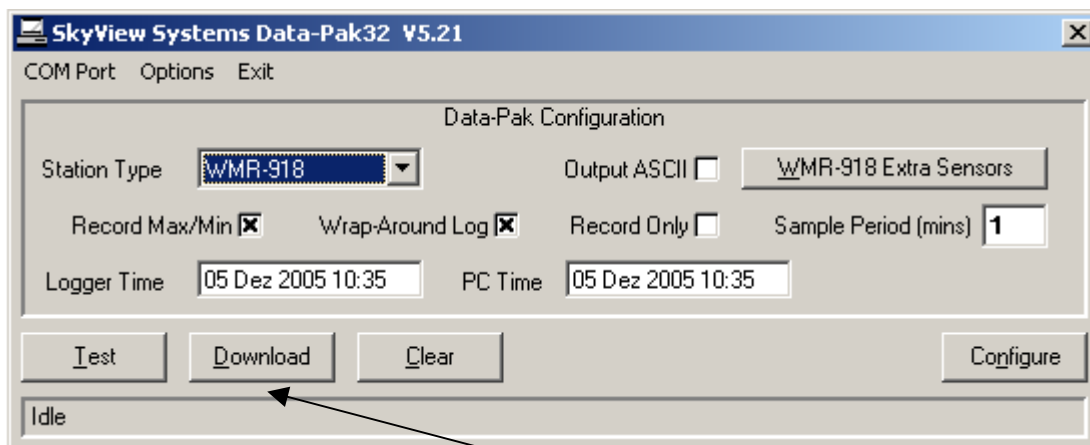 SkyView Systems Data-Pak32 V5.21
COM Port Options Exit
Data-Pak Configuration
Station Type WMR-918 Output ASCII WMR-918 Extra Sensors
Record Max/Min Wrap-Around Log Record Only Sample Period (mins) 1
Logger Time 05 Dez 2005 10:35 PC Time 05 Dez 2005 10:35
Test Download Clear Configure
Idle